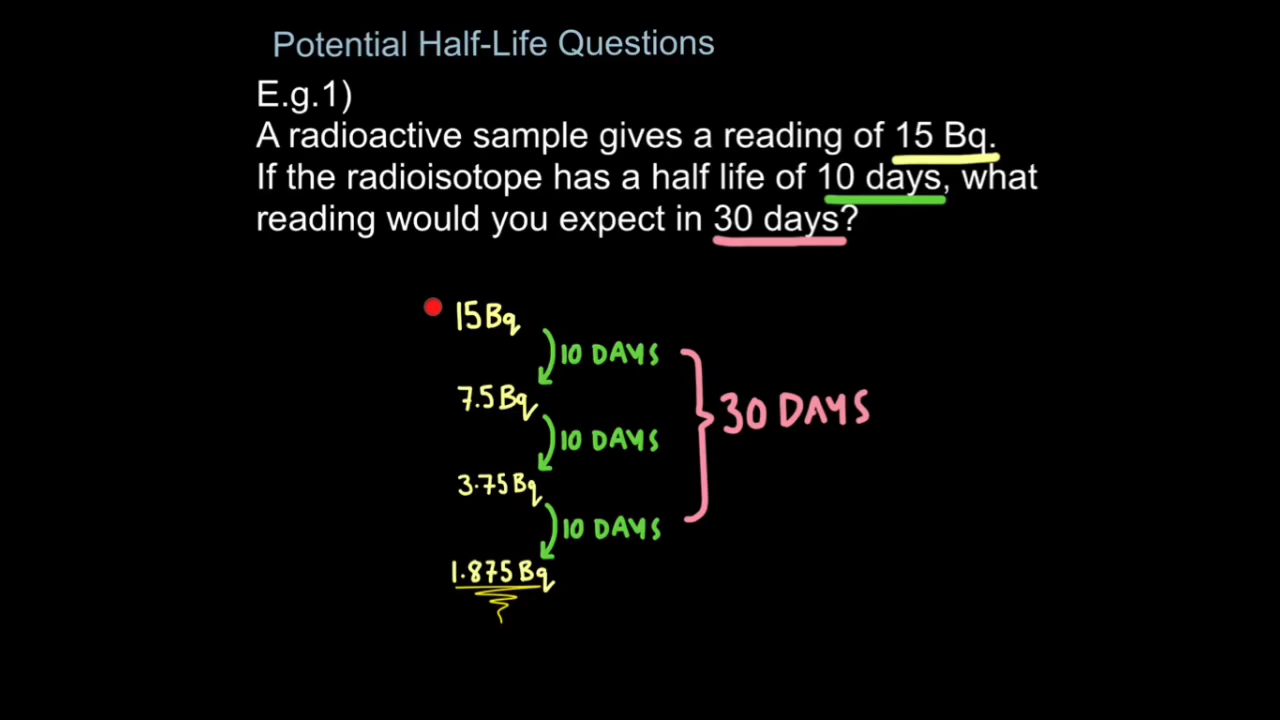 Potential Half-Life Questions
E.g.1)
A radioactive sample gives a reading of 15 Bq.
If the radioisotope has a half life of 10 days, what
reading would you expect in 30 days?
15Bq
10 DAYS
7.5Bq
30 DAYS
10 DAYS
3.75Bq
10 DAYS
1.875Bq